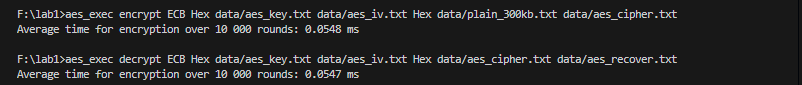 F:\lab1>aes_exec encrypt ECB Hex data/aes_key.txt data/aes_iv.txt Hex data/plain_300kb.txt data/aes_cipher.txt
Average time for encryption over 10 000 rounds: 0.0548 ms
F:\lab1>aes_exec decrypt ECB Hex data/aes_key.txt data/aes_iv.txt Hex data/aes_cipher.txt data/aes_recover.txt
Average time for encryption over 10 000 rounds: 0.0547 ms